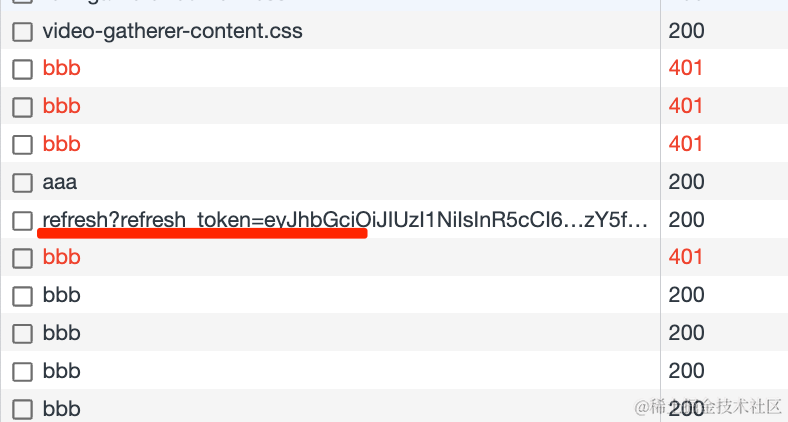 video-gatherer-content.css 200
bbb 401
bbb 401
bbb 401
aaa 200
refresh?refresh_token=eyJhbGciOiJIUzI1NiIsInR5cCI6…zY5f… 200
bbb 401
bbb 200
bbb 200
bbb 200
bbb 200
@稀土掘金技术社区